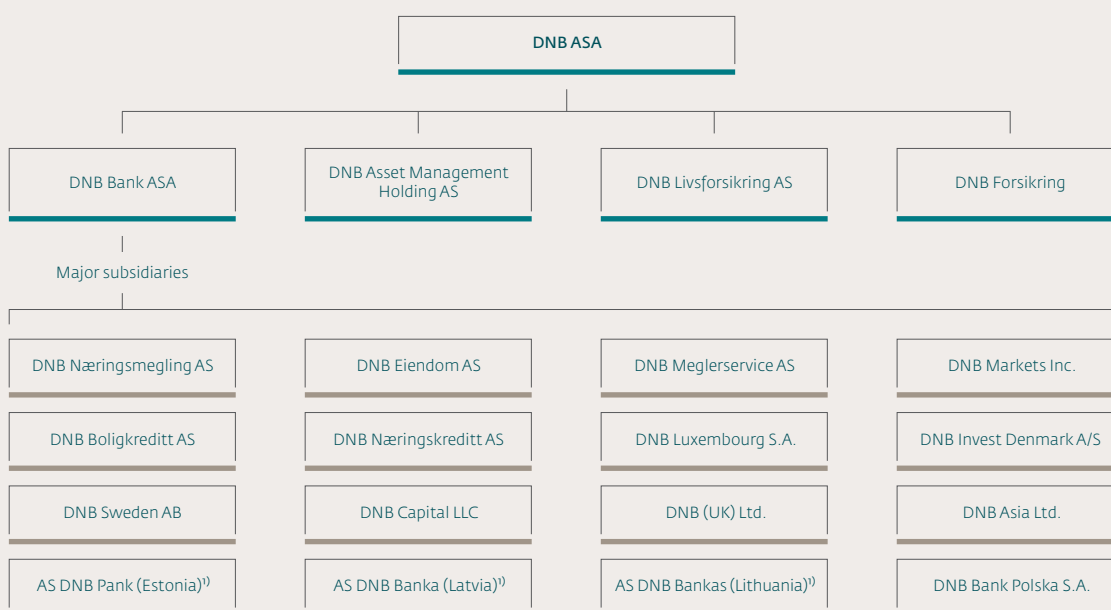 DNB ASA
DNB Bank ASA
DNB Asset Management
Holding AS
DNB Livsforsikring AS
DNB Forsikring
Major subsidiaries
DNB Næringsmegling AS
DNB Eiendom AS
DNB Meglerservice AS
DNB Markets Inc.
DNB Boligkreditt AS
DNB Næringskreditt AS
DNB Luxembourg S.A.
DNB Invest Denmark A/S
DNB Sweden AB
DNB Capital LLC
DNB (UK) Ltd.
DNB Asia Ltd.
AS DNB Pank (Estonia)¹⁾
AS DNB Banka (Latvia)¹⁾
AS DNB Bankas (Lithuania)¹⁾
DNB Bank Polska S.A.